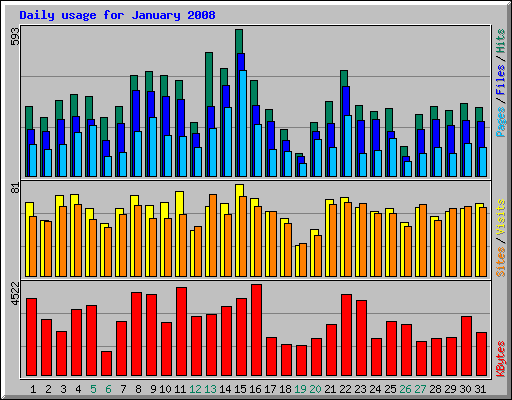 Daily usage for January 2008
593
Pages / Files / Hits
81
Sites / Visits
4522
KBytes
1 2 3 4 5 6 7 8 9 10 11 12 13 14 15 16 17 18 19 20 21 22 23 24 25 26 27 28 29 30 31